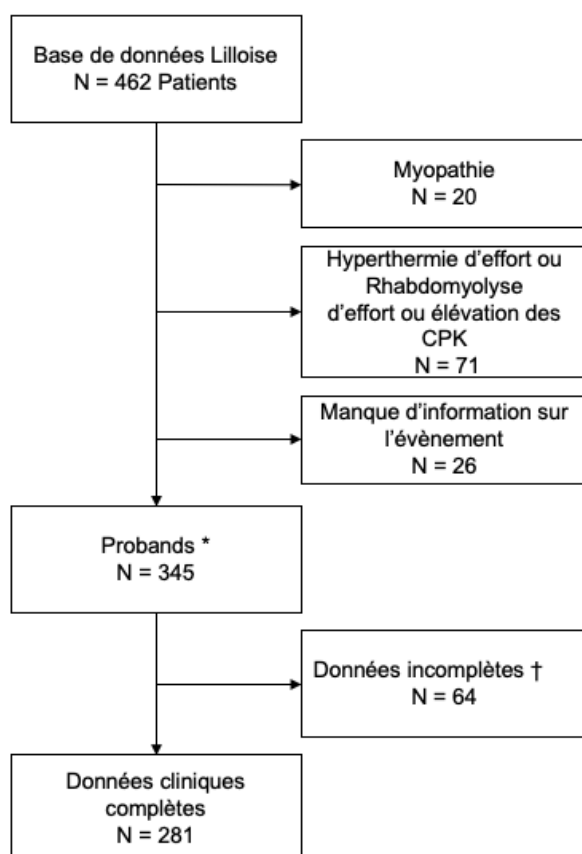 Base de données Lilloise
N = 462 Patients
Myopathie
N = 20
Hyperthermie d’effort ou
Rhabdomyolyse
d’effort ou élévation des
CPK
N = 71
Manque d’information sur
l’évènement
N = 26
Probands *
N = 345
Données incomplètes †
N = 64
Données cliniques
complètes
N = 281